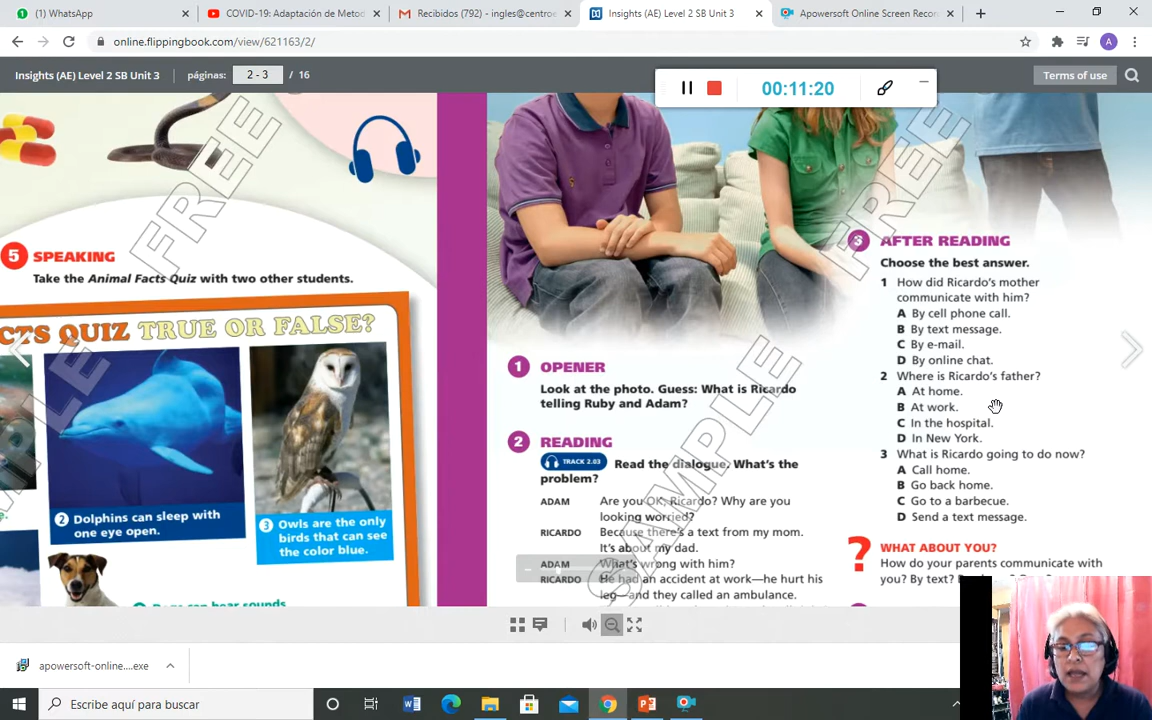 (1) WhatsApp
COVID-19: Adaptación de Metod
Recibidos (792) - ingles@centroe
Insights (AE) Level 2 SB Unit 3
Apowersoft Online Screen Recor
online.flippingbook.com/view/621163/2/
A
Insights (AE) Level 2 SB Unit 3
páginas:
2 - 3
/ 16
Terms of use
00:11:20
FREE
FREE
5 SPEAKING
Take the Animal Facts Quiz with two other students.
CTS QUIZ TRUE OR FALSE?
2 Dolphins can sleep with
one eye open.
3 Owls are the only
birds that can see
the color blue.
Dogs can hear sounds
SAMPLE
1 OPENER
Look at the photo. Guess: What is Ricardo
telling Ruby and Adam?
2 READING
TRACK 2.03 Read the dialogue. What's the
problem?
ADAM Are you OK, Ricardo? Why are you
looking worried?
RICARDO Because there's a text from my mom.
It's about my dad.
ADAM What's wrong with him?
RICARDO He had an accident at work—he hurt his
leg—and they called an ambulance.
3 AFTER READING
Choose the best answer.
1 How did Ricardo's mother
communicate with him?
A By cell phone call.
B By text message.
C By e-mail.
D By online chat.
2 Where is Ricardo's father?
A At home.
B At work.
C In the hospital.
D In New York.
3 What is Ricardo going to do now?
A Call home.
B Go back home.
C Go to a barbecue.
D Send a text message.
? WHAT ABOUT YOU?
How do your parents communicate with
you? By text?
apowersoft-online....exe
Escribe aquí para buscar